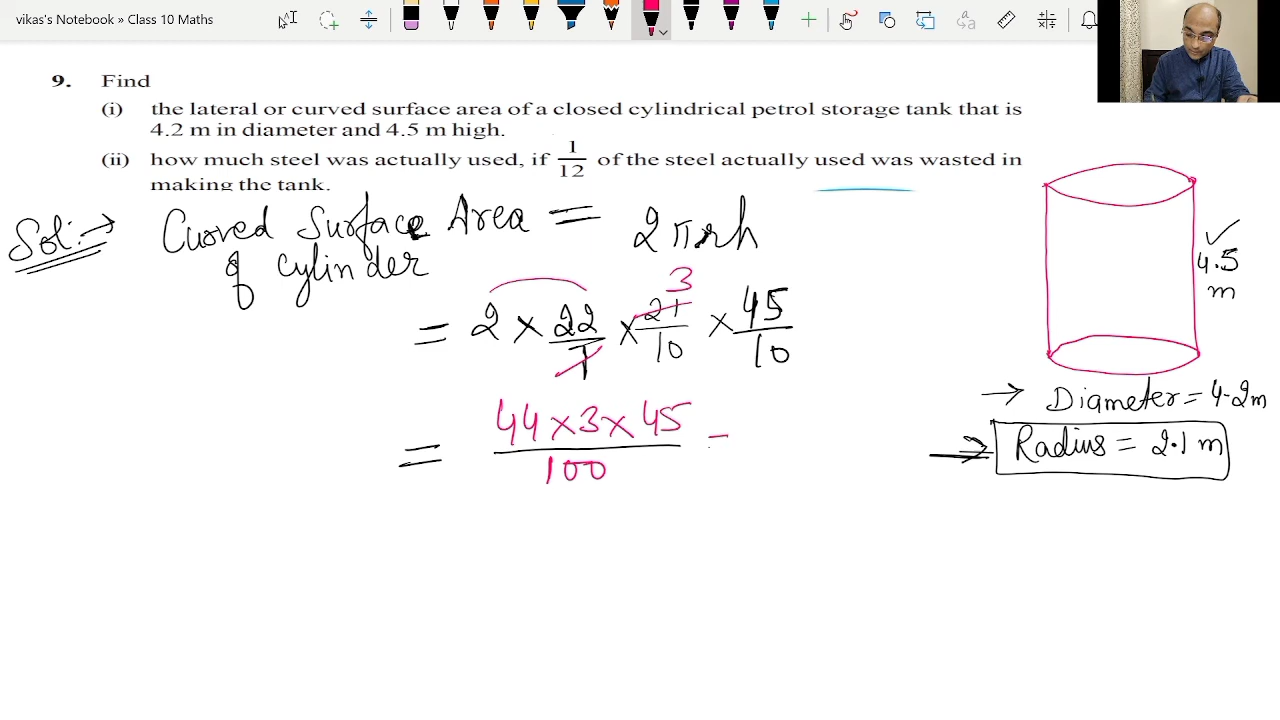 vikas's Notebook » Class 10 Maths
9. Find
(i) the lateral or curved surface area of a closed cylindrical petrol storage tank that is
4.2 m in diameter and 4.5 m high.
(ii) how much steel was actually used, if 1/12 of the steel actually used was wasted in
making the tank.
Sol:→ Curved Surface Area = 2πrh
of cylinder
= 2 × 22/7 × 21/10 × 45/10
3
= 44×3×45/100 =
4.5
m
→ Diameter = 4.2m
⇒ Radius = 2.1 m